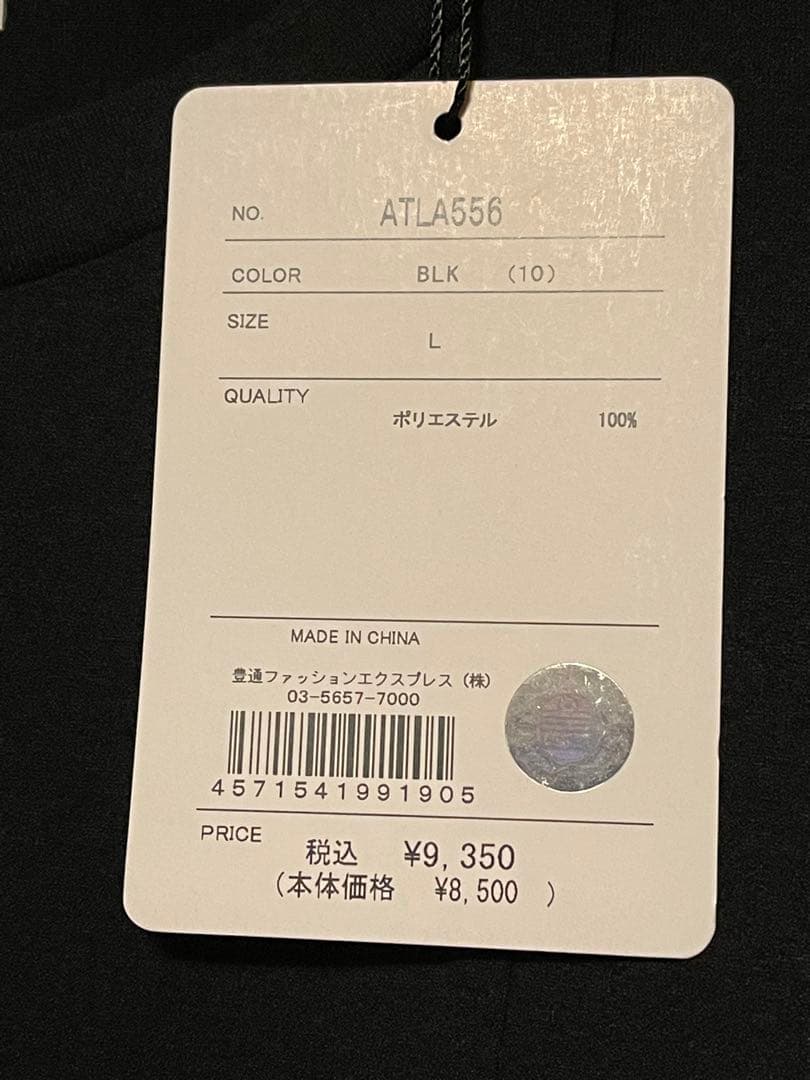 NO. ATLA556
COLOR BLK (10)
SIZE
L
QUALITY
ポリエステル 100%
MADE IN CHINA
豊通ファッションエクスプレス（株）
03-5657-7000
4571541991905
PRICE
税込 ¥9,350
（本体価格 ¥8,500 ）